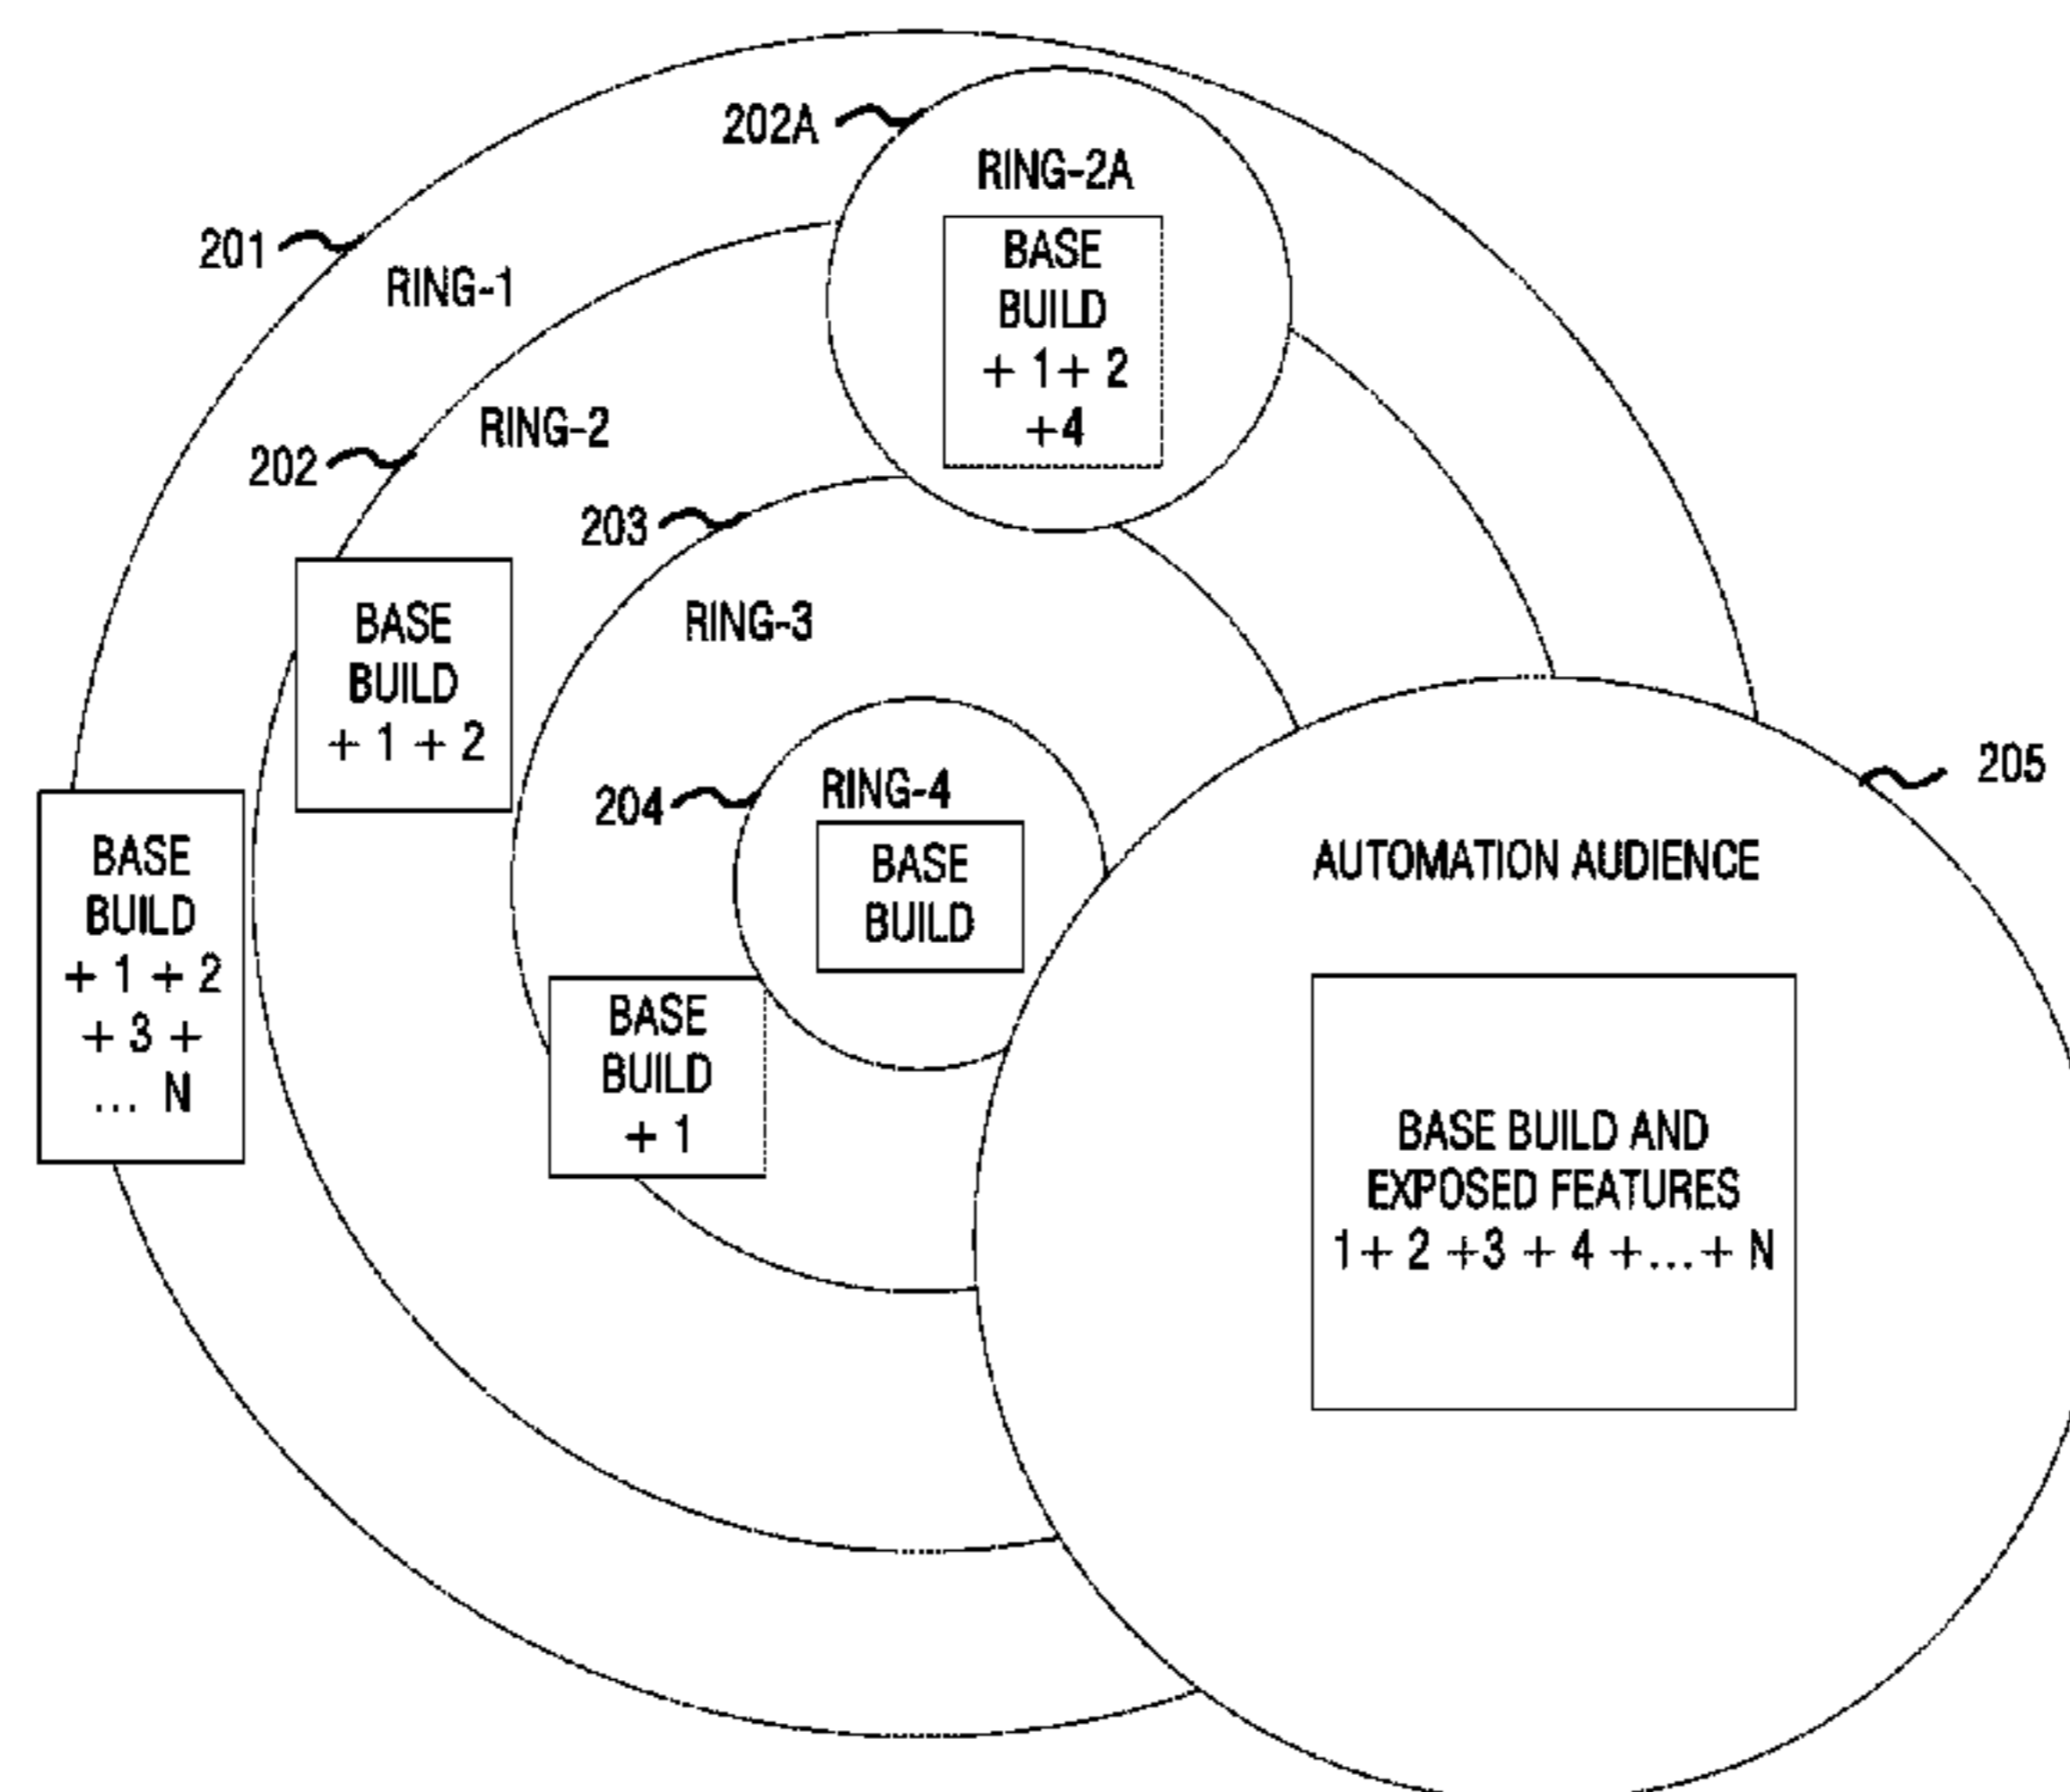 202A
RING-2A
BASE
BUILD
+ 1 + 2
+4
201
RING-1
202
RING-2
BASE
BUILD
+ 1 + 2
203
RING-3
204
RING-4
BASE
BUILD
BASE
BUILD
+ 1 + 2
+ 3 +
... N
BASE
BUILD
+ 1
205
AUTOMATION AUDIENCE
BASE BUILD AND
EXPOSED FEATURES
1 + 2 +3 + 4 +... + N